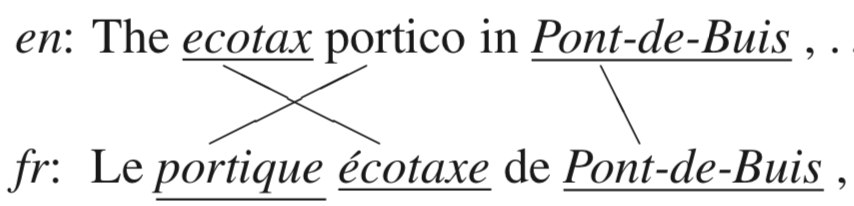 en: The ecotax portico in Pont-de-Buis , . .
fr: Le portique écotaxe de Pont-de-Buis ,